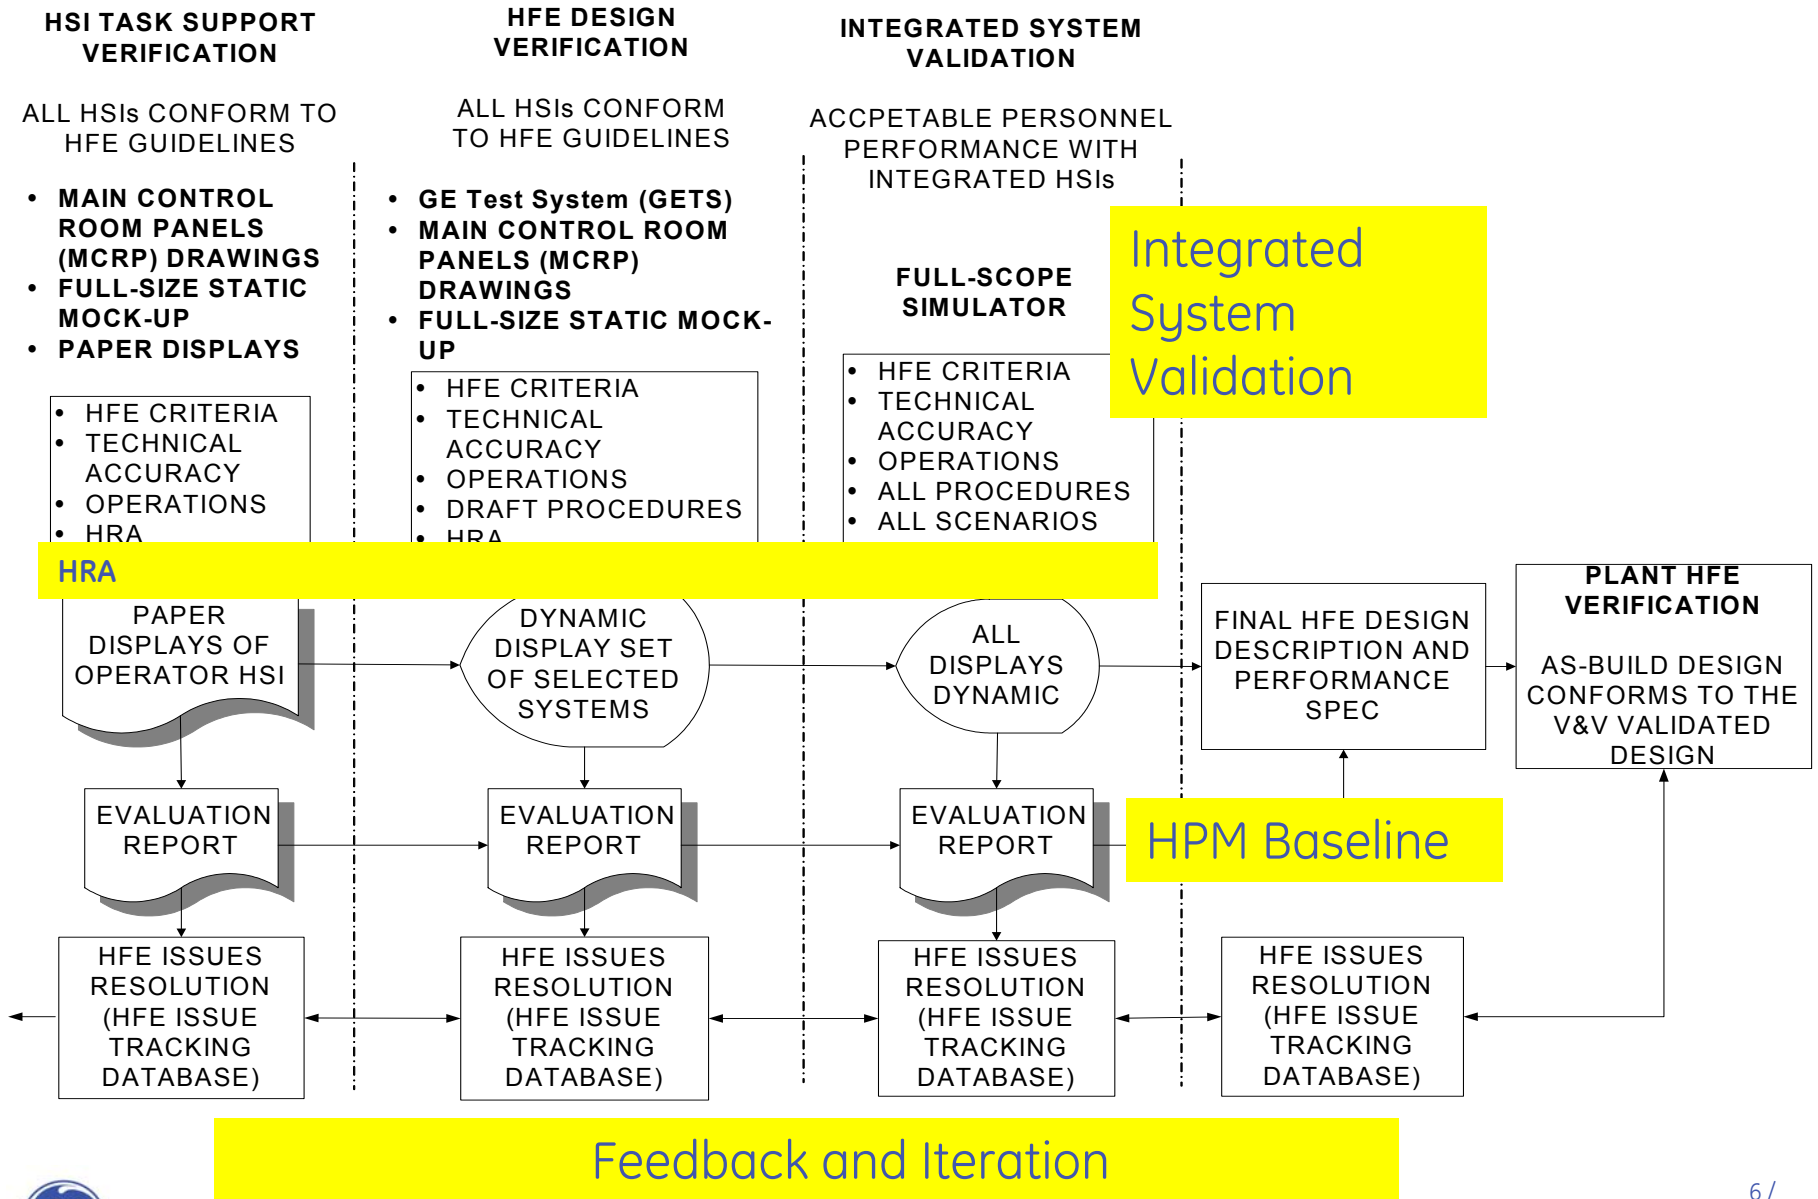 HSI TASK SUPPORT
VERIFICATION
ALL HSIs CONFORM TO
HFE GUIDELINES
• MAIN CONTROL
ROOM PANELS
(MCRP) DRAWINGS
• FULL-SIZE STATIC
MOCK-UP
• PAPER DISPLAYS
• HFE CRITERIA
• TECHNICAL
ACCURACY
• OPERATIONS
• HRA
HFE DESIGN
VERIFICATION
ALL HSIs CONFORM
TO HFE GUIDELINES
• GE Test System (GETS)
• MAIN CONTROL ROOM
PANELS (MCRP)
DRAWINGS
• FULL-SIZE STATIC MOCK-
UP
• HFE CRITERIA
• TECHNICAL
ACCURACY
• OPERATIONS
• DRAFT PROCEDURES
• HRA
INTEGRATED SYSTEM
VALIDATION
ACCPETABLE PERSONNEL
PERFORMANCE WITH
INTEGRATED HSIs
FULL-SCOPE
SIMULATOR
• HFE CRITERIA
• TECHNICAL
ACCURACY
• OPERATIONS
• ALL PROCEDURES
• ALL SCENARIOS
Integrated
System
Validation
HRA
PAPER
DISPLAYS OF
OPERATOR HSI
DYNAMIC
DISPLAY SET
OF SELECTED
SYSTEMS
ALL
DISPLAYS
DYNAMIC
FINAL HFE DESIGN
DESCRIPTION AND
PERFORMANCE
SPEC
PLANT HFE
VERIFICATION
AS-BUILD DESIGN
CONFORMS TO THE
V&V VALIDATED
DESIGN
EVALUATION
REPORT
EVALUATION
REPORT
EVALUATION
REPORT
HPM Baseline
HFE ISSUES
RESOLUTION
(HFE ISSUE
TRACKING
DATABASE)
HFE ISSUES
RESOLUTION
(HFE ISSUE
TRACKING
DATABASE)
HFE ISSUES
RESOLUTION
(HFE ISSUE
TRACKING
DATABASE)
HFE ISSUES
RESOLUTION
(HFE ISSUE
TRACKING
DATABASE)
Feedback and Iteration
6 /